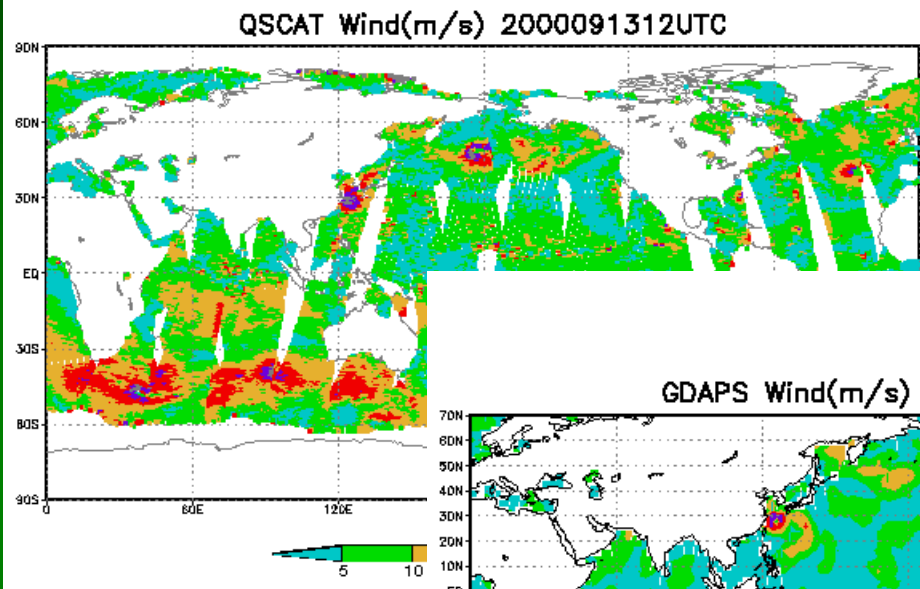 QSCAT Wind(m/s) 2000091312UTC
90N
60N
30N
EQ
30S
60S
90S
0
60E
120E
5
10
GDAPS Wind(m/s)
70N
60N
50N
40N
30N
20N
10N